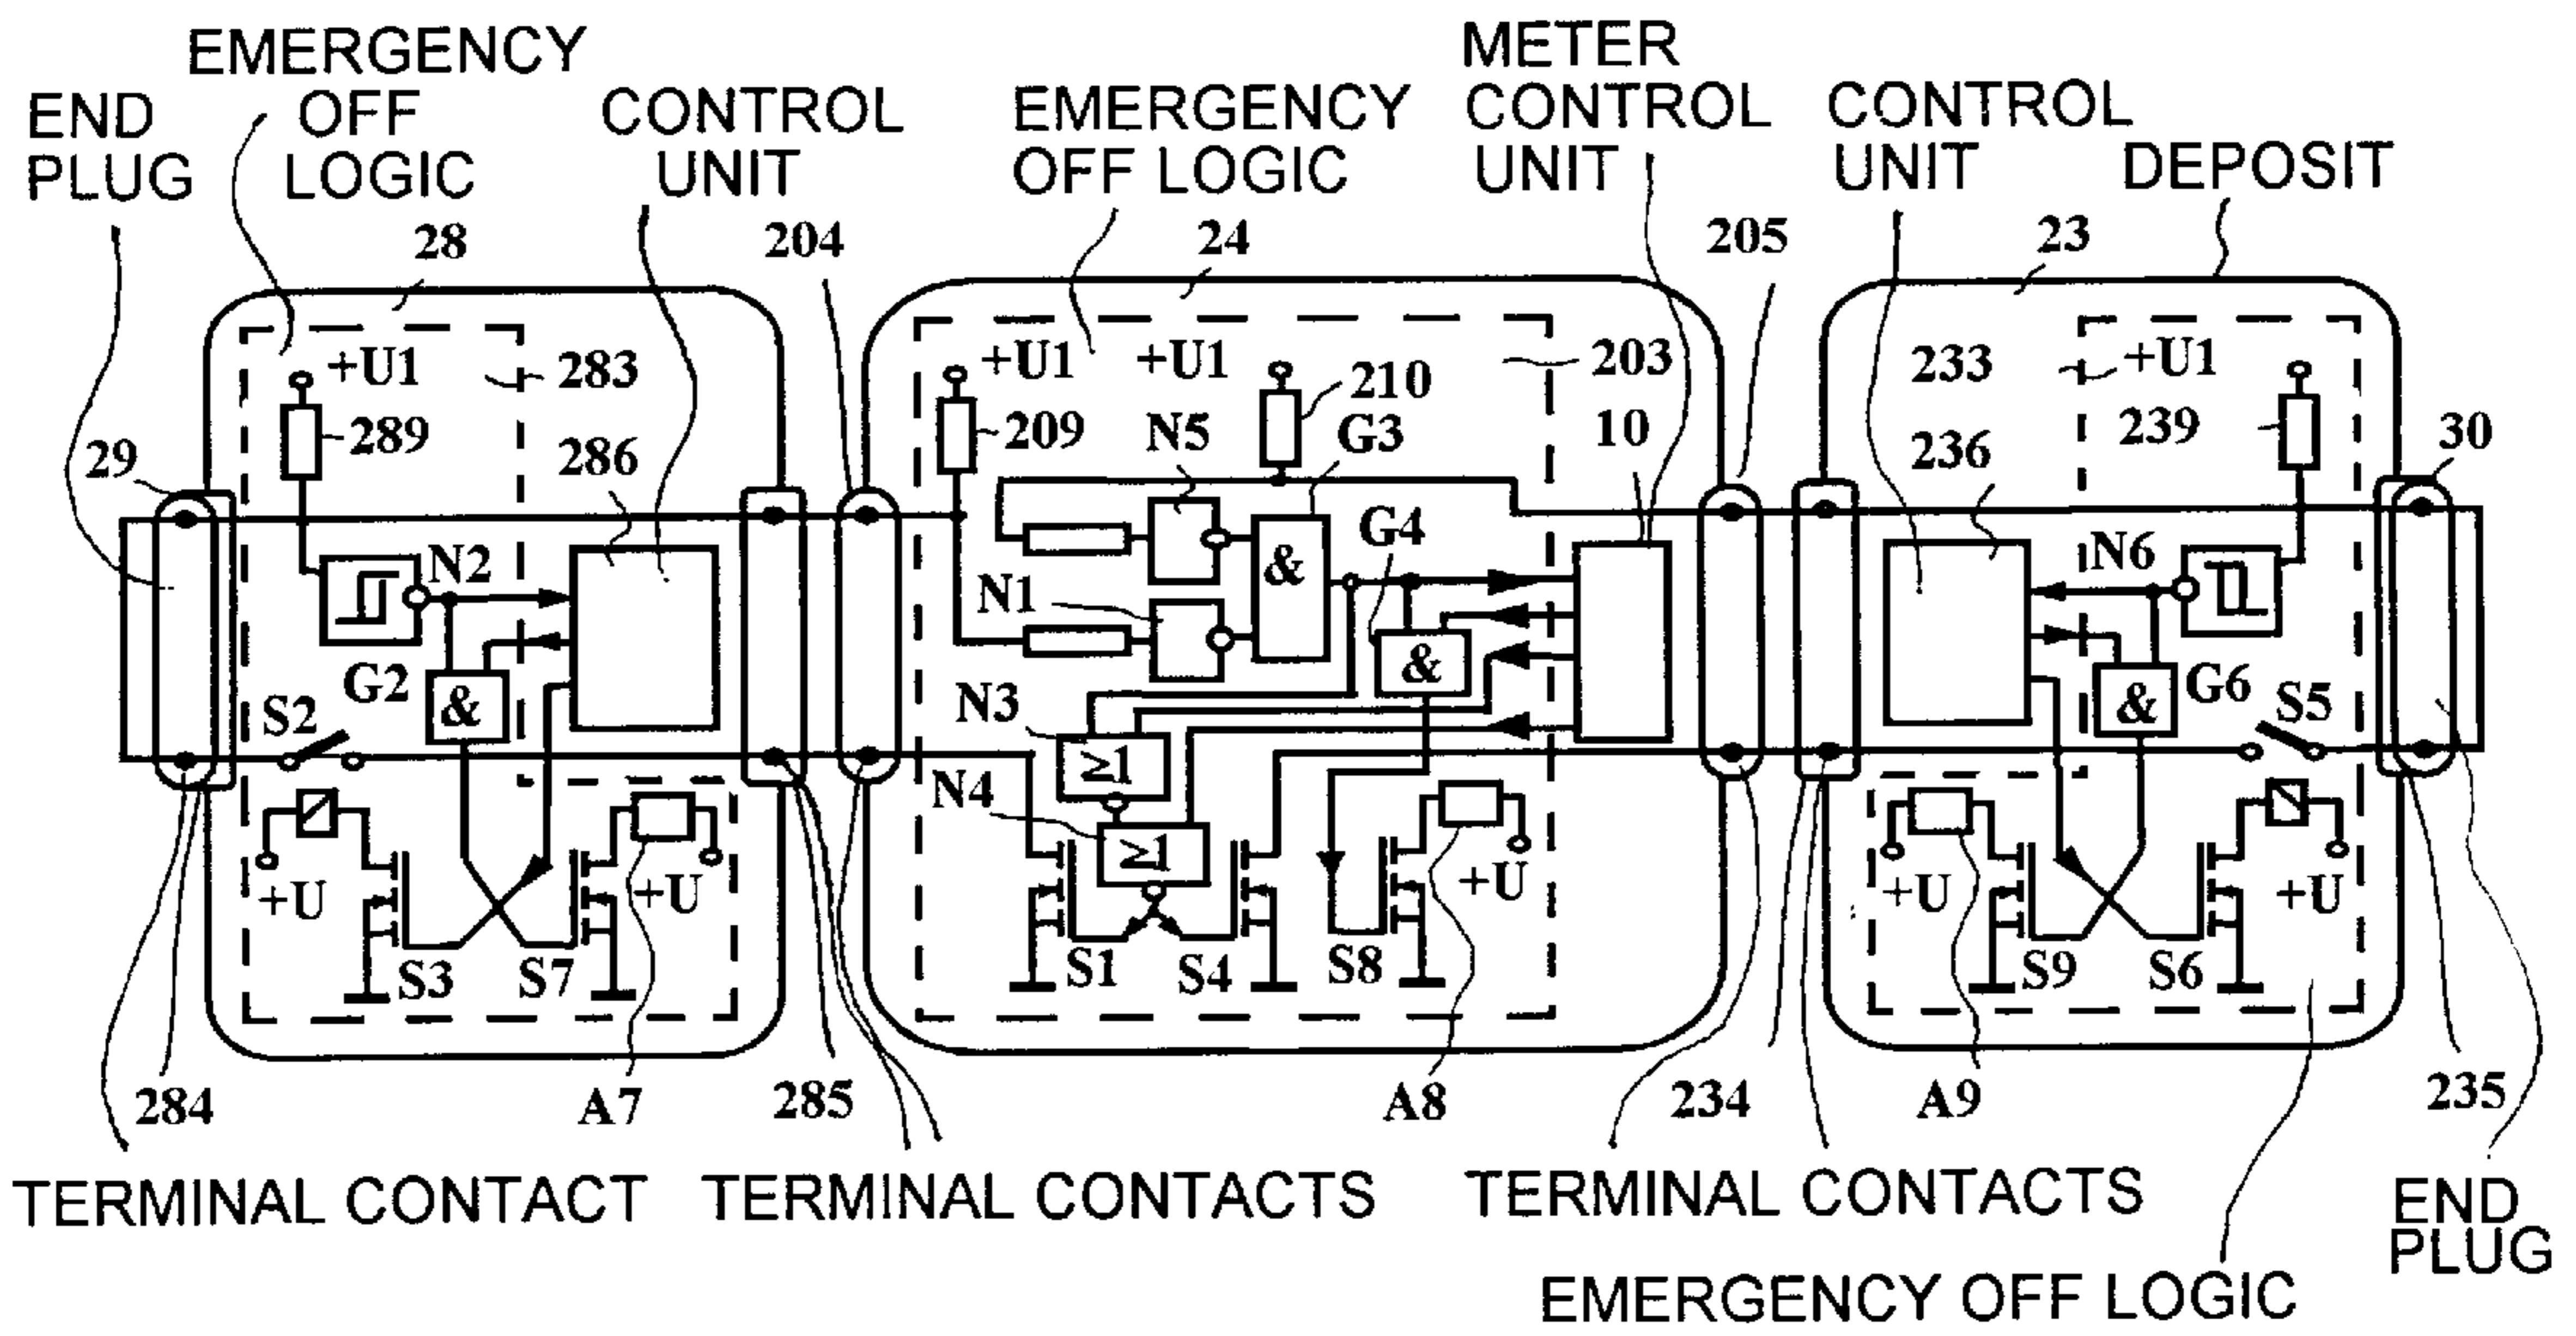 EMERGENCY
OFF
LOGIC
END
PLUG
CONTROL
UNIT
EMERGENCY
OFF LOGIC
METER
CONTROL
UNIT
CONTROL
UNIT
DEPOSIT
28
204
24
205
23
+U1
283
+U1
+U1
203
233
+U1
289
209
N5
210
G3
10
239
29
286
236
30
G4
N2
N1
&
N6
G2
&
&
G6
&
S2
N3
≥1
S5
N4
≥1
+U
+U
+U
+U
+U
S3
S7
S1
S4
S8
S9
S6
284
A7
285
A8
234
A9
235
TERMINAL CONTACT
TERMINAL CONTACTS
TERMINAL CONTACTS
END
PLUG
EMERGENCY OFF LOGIC